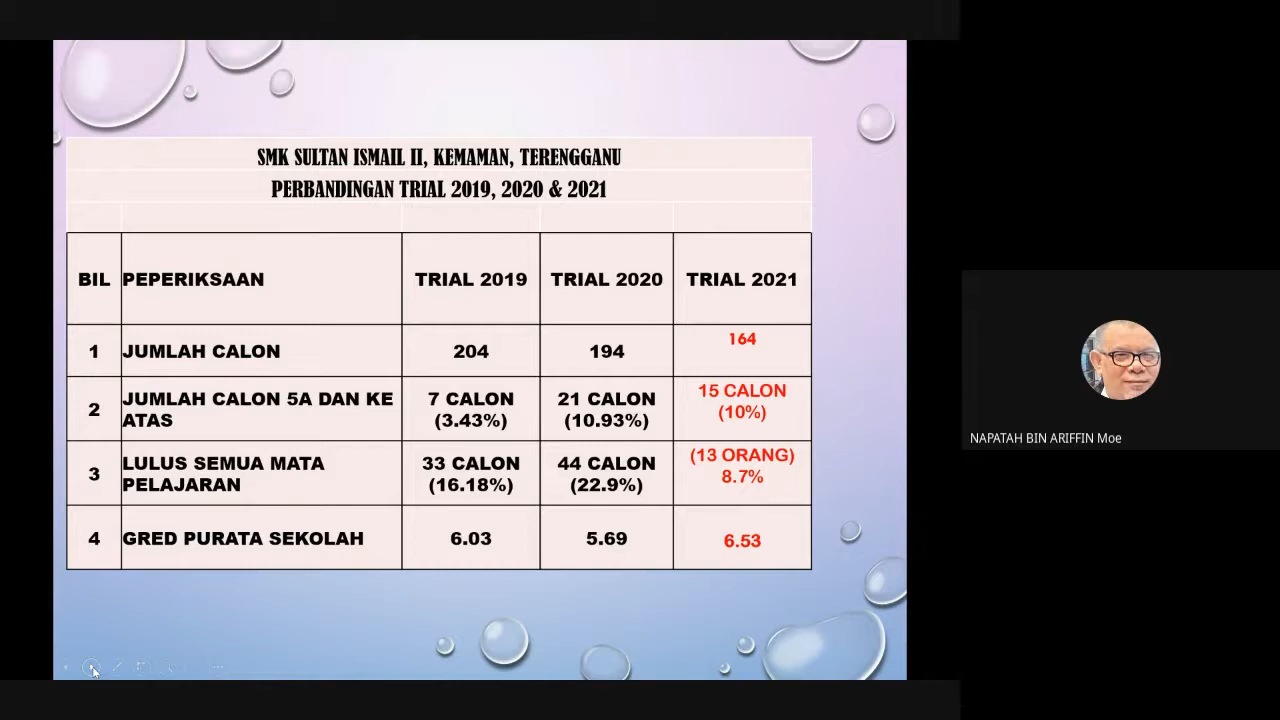 SMK SULTAN ISMAIL II, KEMAMAN, TERENGGANU
PERBANDINGAN TRIAL 2019, 2020 & 2021
BIL PEPERIKSAAN TRIAL 2019 TRIAL 2020 TRIAL 2021
1 JUMLAH CALON 204 194 164
2 JUMLAH CALON 5A DAN KE ATAS 7 CALON (3.43%) 21 CALON (10.93%) 15 CALON (10%)
3 LULUS SEMUA MATA PELAJARAN 33 CALON (16.18%) 44 CALON (22.9%) (13 ORANG) 8.7%
4 GRED PURATA SEKOLAH 6.03 5.69 6.53
NAPATAH BIN ARIFFIN Moe